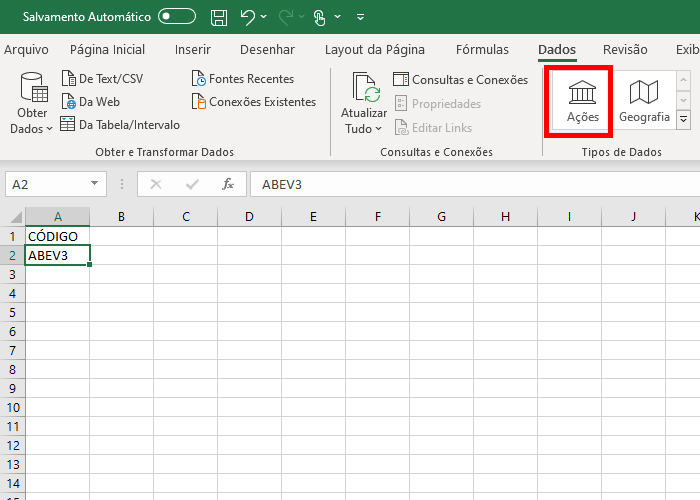 Salvamento Automático
Arquivo Página Inicial Inserir Desenhar Layout da Página Fórmulas Dados Revisão Exib
Obter Dados
De Text/CSV
Da Web
Da Tabela/Intervalo
Fontes Recentes
Conexões Existentes
Obter e Transformar Dados
Atualizar Tudo
Consultas e Conexões
Propriedades
Editar Links
Consultas e Conexões
Ações
Geografia
Tipos de Dados
A2 fx ABEV3
A B C D E F G H I J K
1 CÓDIGO
2 ABEV3
3
4
5
6
7
8
9
10
11
12
13
14
15